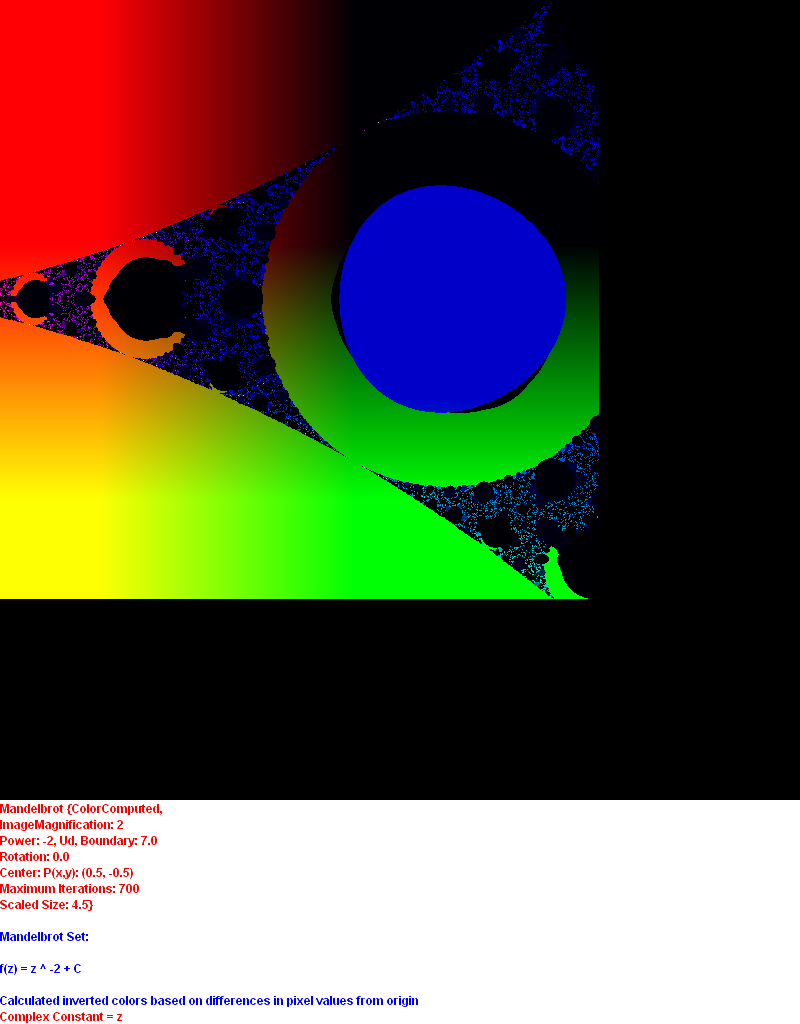 Mandelbrot {ColorComputed,
ImageMagnification: 2
Power: -2, Ud, Boundary: 7.0
Rotation: 0.0
Center: P(x,y): (0.5, -0.5)
Maximum Iterations: 700
Scaled Size: 4.5}
Mandelbrot Set:
f(z) = z ^ -2 + C
Calculated inverted colors based on differences in pixel values from origin
Complex Constant = z